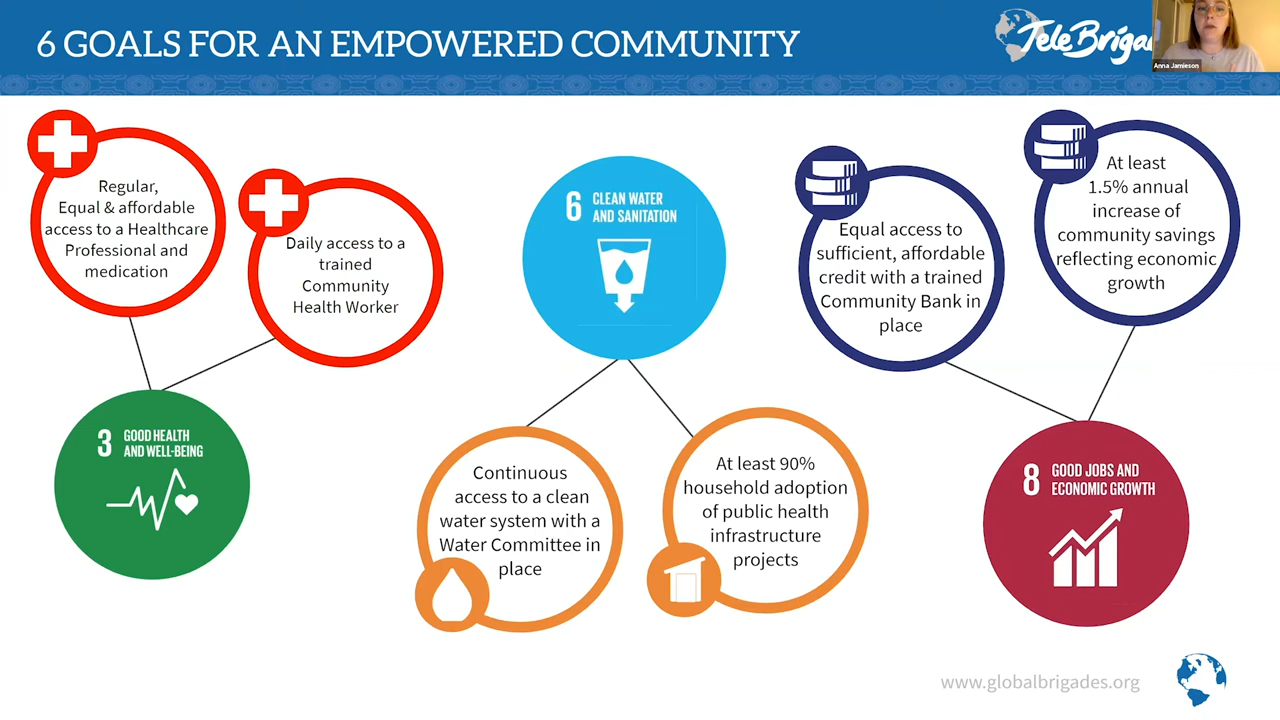 6 GOALS FOR AN EMPOWERED COMMUNITY
Anna Jamieson
Regular,
Equal & affordable
access to a Healthcare
Professional and
medication
Daily access to a
trained
Community
Health Worker
3 GOOD HEALTH
AND WELL-BEING
6 CLEAN WATER
AND SANITATION
Continuous
access to a clean
water system with a
Water Committee in
place
At least 90%
household adoption
of public health
infrastructure
projects
Equal access to
sufficient, affordable
credit with a trained
Community Bank in
place
At least
1.5% annual
increase of
community savings
reflecting economic
growth
8 GOOD JOBS AND
ECONOMIC GROWTH
www.globalbrigades.org